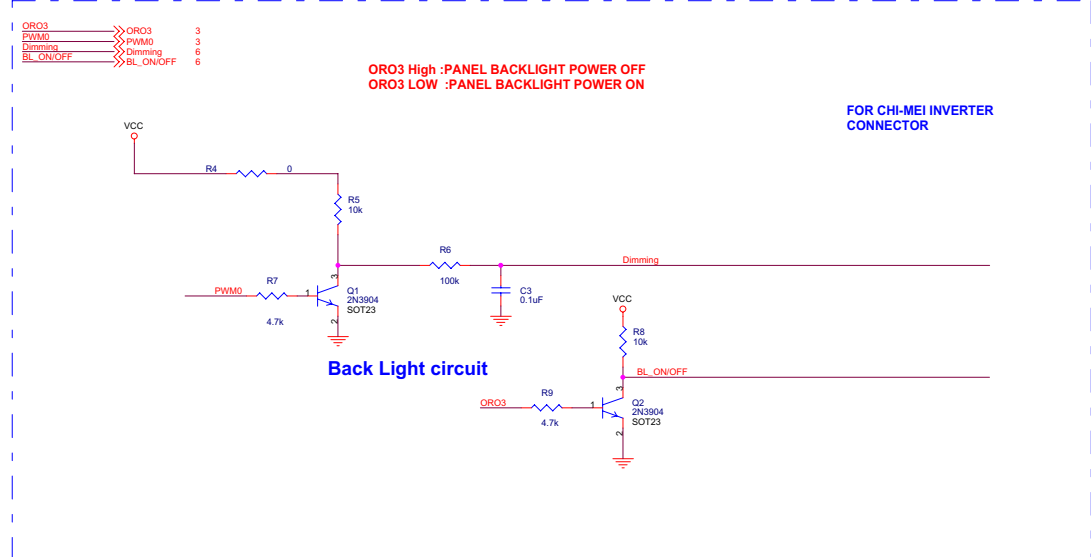 ORO3 ORO3 3
PWM0 PWM0 3
Dimming Dimming 6
BL_ON/OFF BL_ON/OFF 6
ORO3 High :PANEL BACKLIGHT POWER OFF
ORO3 LOW :PANEL BACKLIGHT POWER ON
FOR CHI-MEI INVERTER
CONNECTOR
VCC
R4 0
R5
10k
R6
100k
Dimming
3
PWM0
R7
4.7k
1
Q1
2N3904
SOT23
2
C3
0.1uF
VCC
R8
10k
Back Light circuit
BL_ON/OFF
3
ORO3
R9
4.7k
1
Q2
2N3904
SOT23
2